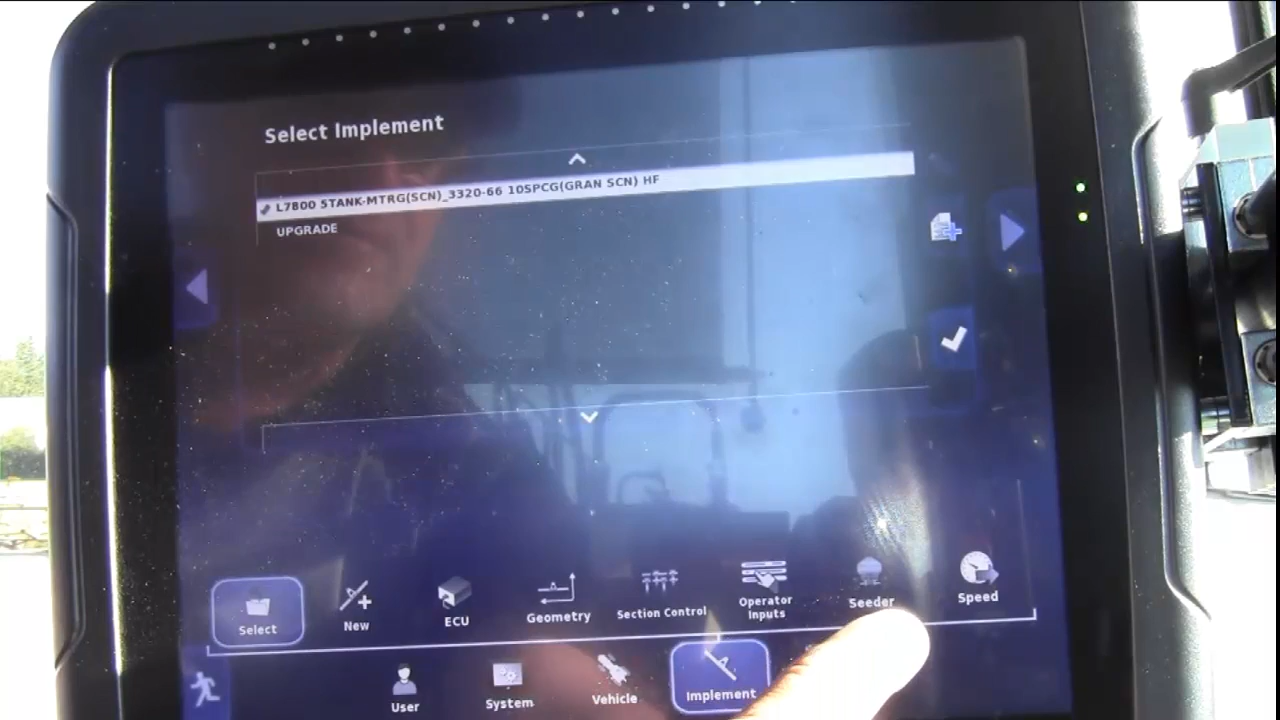 Select Implement
L7800 5TANK-MTRG(SCN)_3320-66 10SPCG(GRAN SCN) HF
UPGRADE
Select
New
ECU
Geometry
Section Control
Operator
Inputs
Seeder
Speed
User
System
Vehicle
Implement